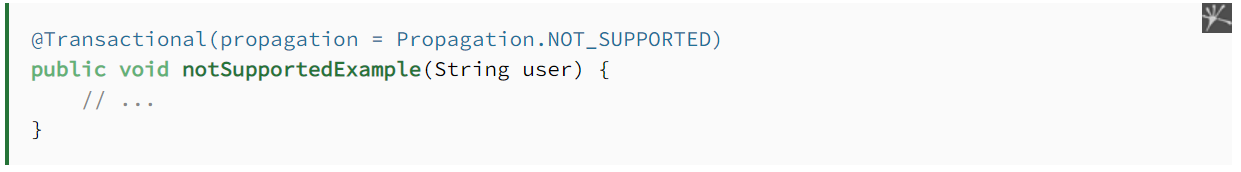 @Transactional(propagation = Propagation.NOT_SUPPORTED)
public void notSupportedExample(String user) {
    // ...
}